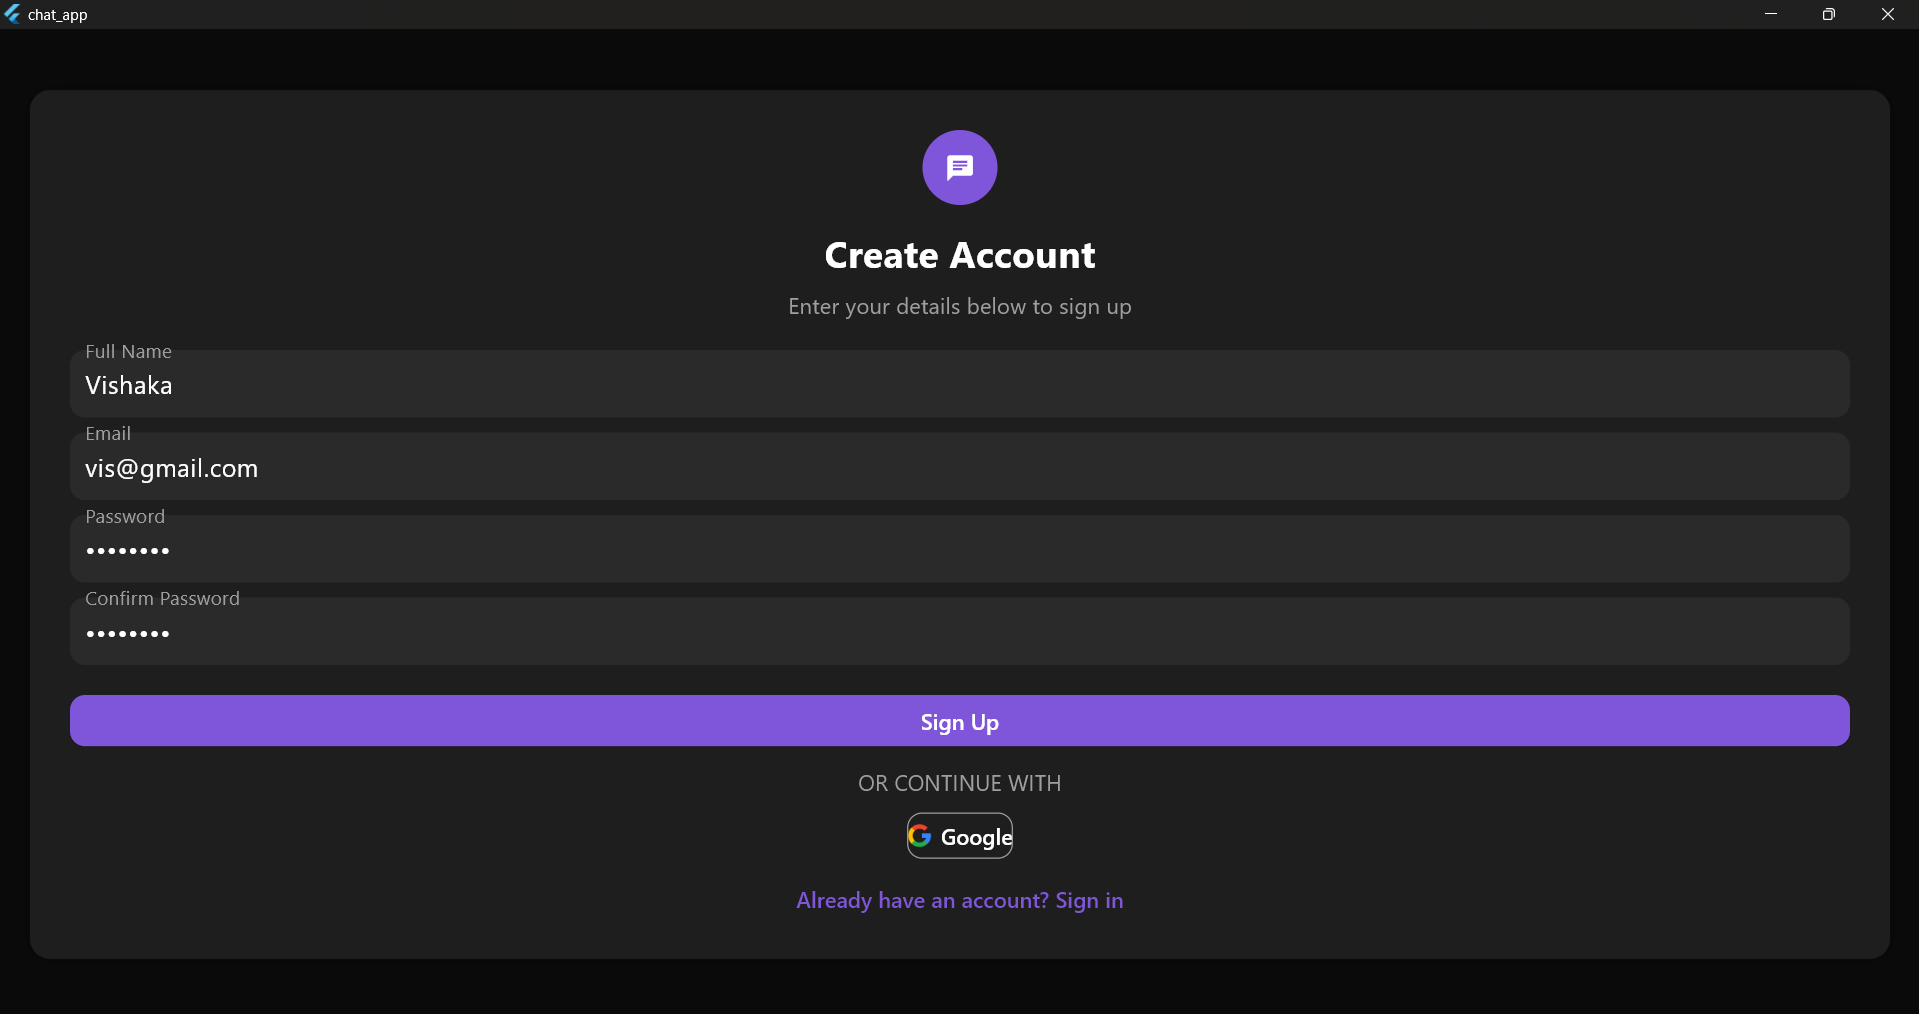 chat_app
Create Account
Enter your details below to sign up
Full Name
Vishaka
Email
vis@gmail.com
Password
••••••••
Confirm Password
••••••••
Sign Up
OR CONTINUE WITH
Google
Already have an account? Sign in